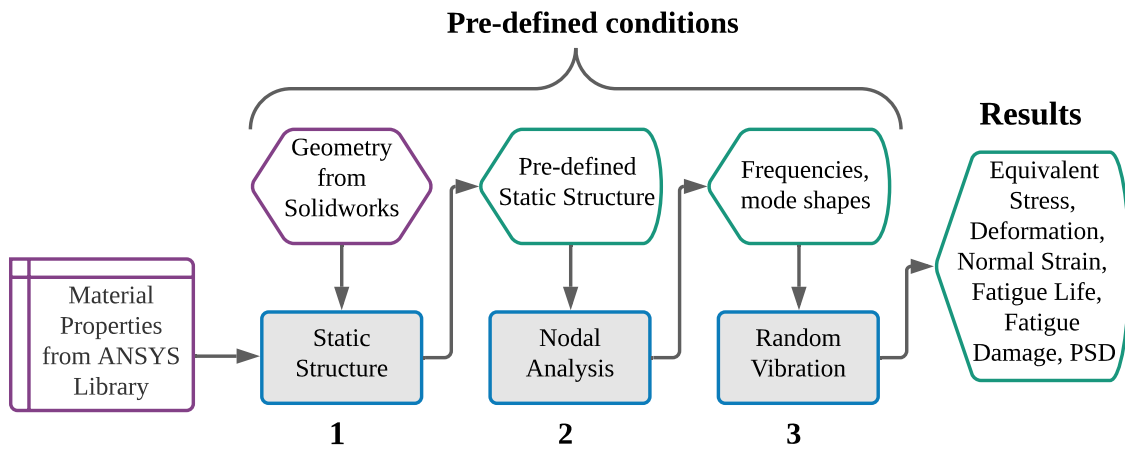 Pre-defined conditions
Results
Geometry
from
Solidworks
Pre-defined
Static Structure
Frequencies,
mode shapes
Equivalent
Stress,
Deformation,
Normal Strain,
Fatigue Life,
Fatigue
Damage, PSD
Material
Properties
from ANSYS
Library
Static
Structure
Nodal
Analysis
Random
Vibration
1
2
3